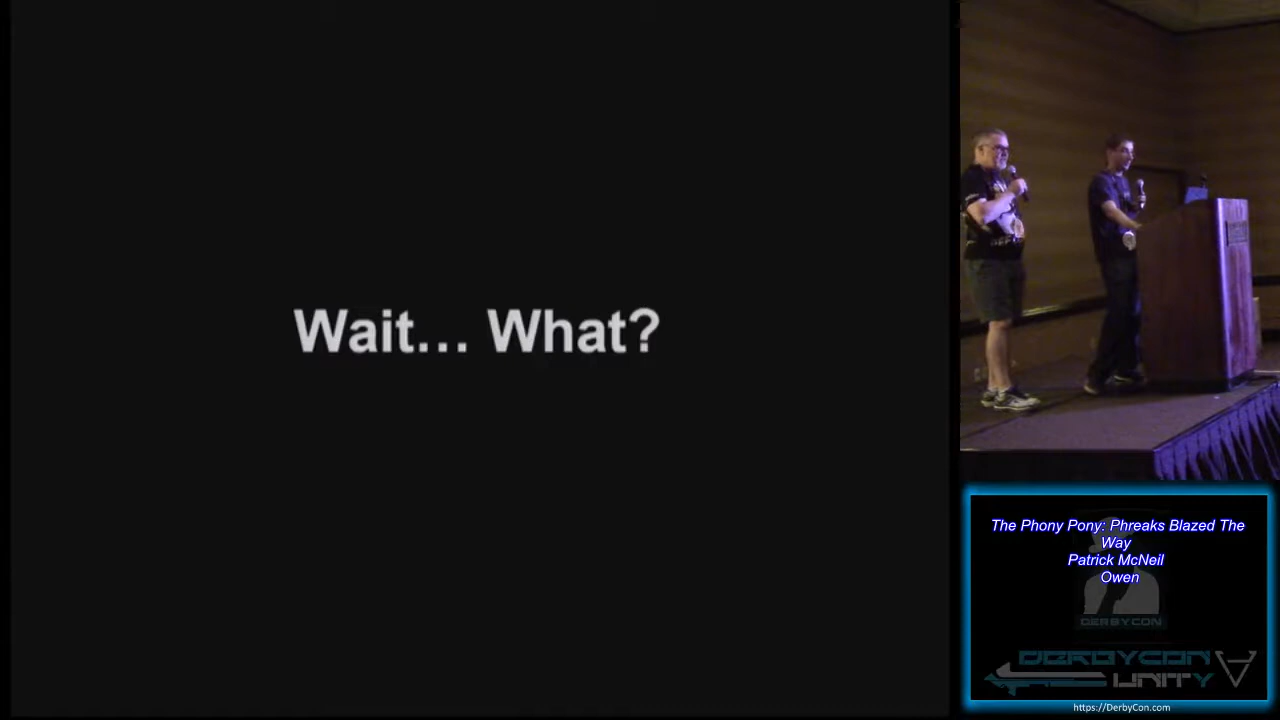 Wait... What?
The Phony Pony: Phreaks Blazed The
Way
Patrick McNeil
Owen
DERBYCON
DERBYCON
UNITY
https://DerbyCon.com